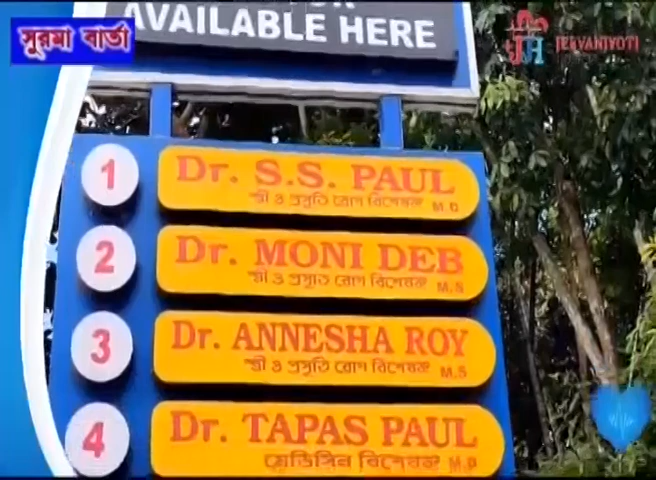 সুরমা বার্তা
JEEVANJYOTI
AVAILABLE HERE
1 Dr. S.S. PAUL
স্ত্রী ও প্রসুতি রোগ বিশেষজ্ঞ M.D
2 Dr. MONI DEB
স্ত্রী ও প্রসুতি রোগ বিশেষজ্ঞ M.S
3 Dr. ANNESHA ROY
স্ত্রী ও প্রসুতি রোগ বিশেষজ্ঞ M.S
4 Dr. TAPAS PAUL
মেডিসিন বিশেষজ্ঞ M.D